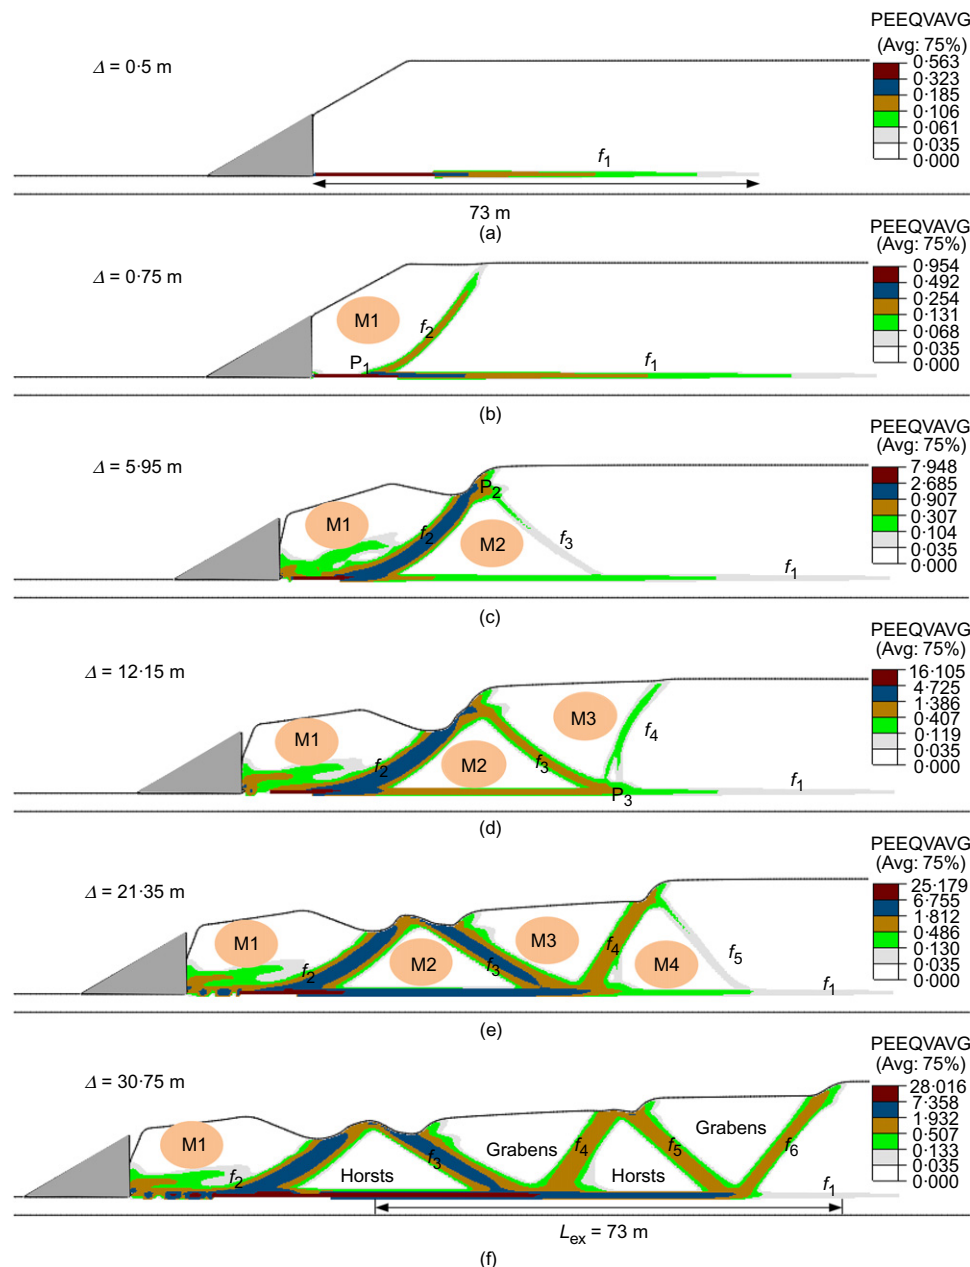 PEEQVAVG
(Avg: 75%)
Δ = 0·5 m
0·563
0·323
0·185
0·106
0·061
0·035
0·000
f1
73 m
(a)
PEEQVAVG
(Avg: 75%)
Δ = 0·75 m
0·954
0·492
0·254
0·131
0·068
0·035
0·000
M1
f2
P1
f1
(b)
PEEQVAVG
(Avg: 75%)
Δ = 5·95 m
7·948
2·685
0·907
0·307
0·104
0·035
0·000
P2
M1
f2
M2
f3
f1
(c)
PEEQVAVG
(Avg: 75%)
Δ = 12·15 m
16·105
4·725
1·386
0·407
0·119
0·035
0·000
M3
M1
f4
f2
M2
f3
f1
P3
(d)
PEEQVAVG
(Avg: 75%)
Δ = 21·35 m
25·179
6·755
1·812
0·486
0·130
0·035
0·000
M1
M3
f4
f2
M2
f3
M4
f5
f1
(e)
PEEQVAVG
(Avg: 75%)
Δ = 30·75 m
28·016
7·358
1·932
0·507
0·133
0·035
0·000
M1
Grabens
Grabens
f2
Horsts
f3
f4
Horsts
f5
f6
f1
Lex = 73 m
(f)